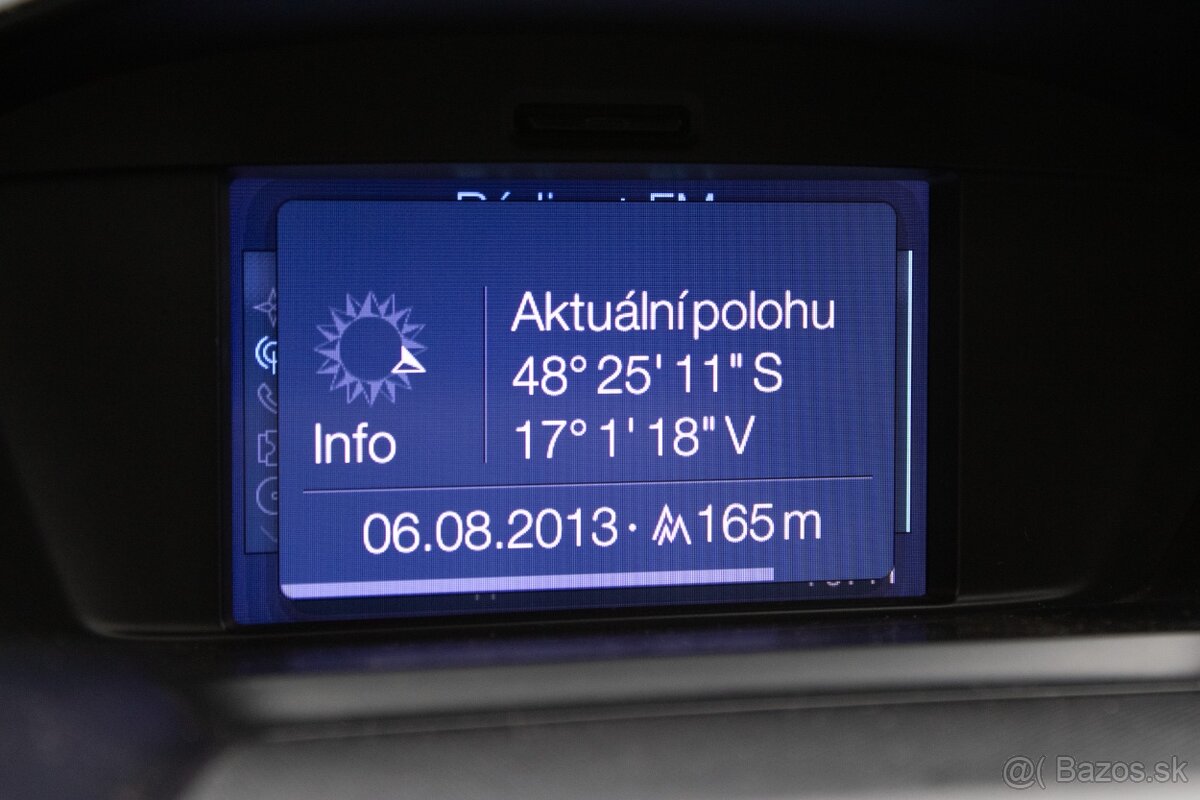 Aktuální polohu
48° 25' 11" S
17° 1' 18" V
Info
06.08.2013 · 165 m
@( Bazos.sk